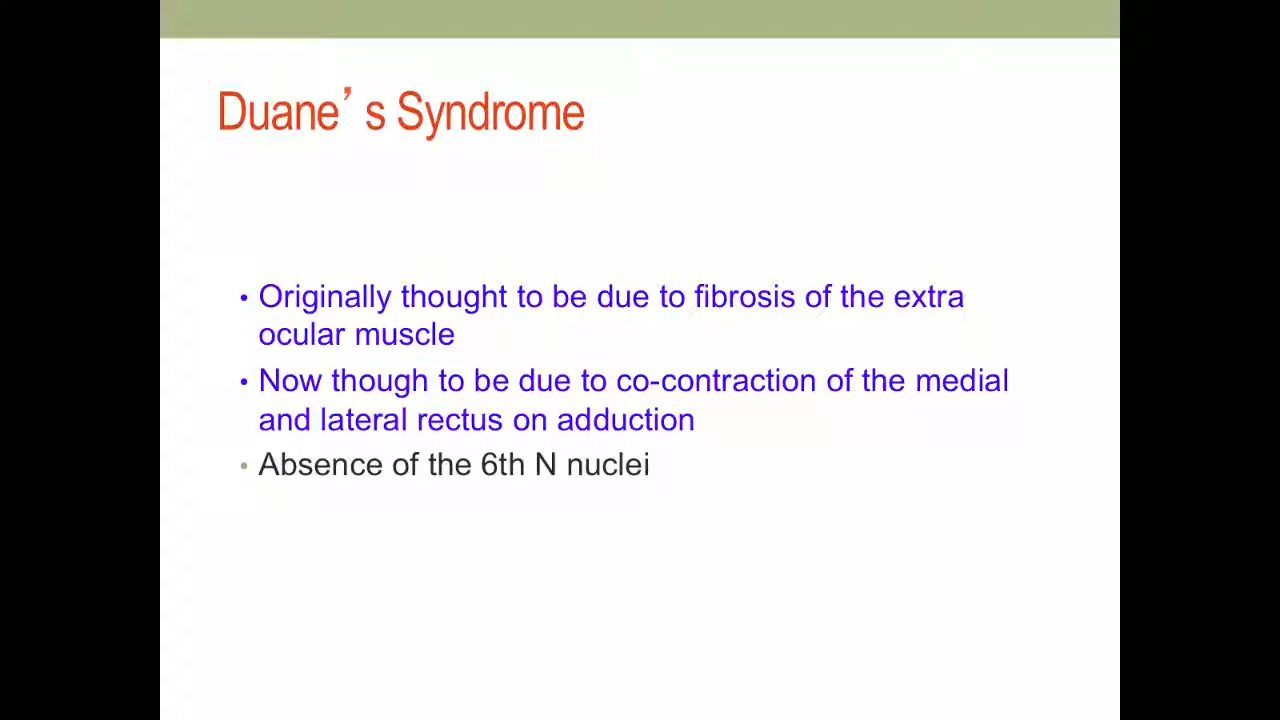 Duane’s Syndrome
• Originally thought to be due to fibrosis of the extra
ocular muscle
• Now though to be due to co-contraction of the medial
and lateral rectus on adduction
• Absence of the 6th N nuclei